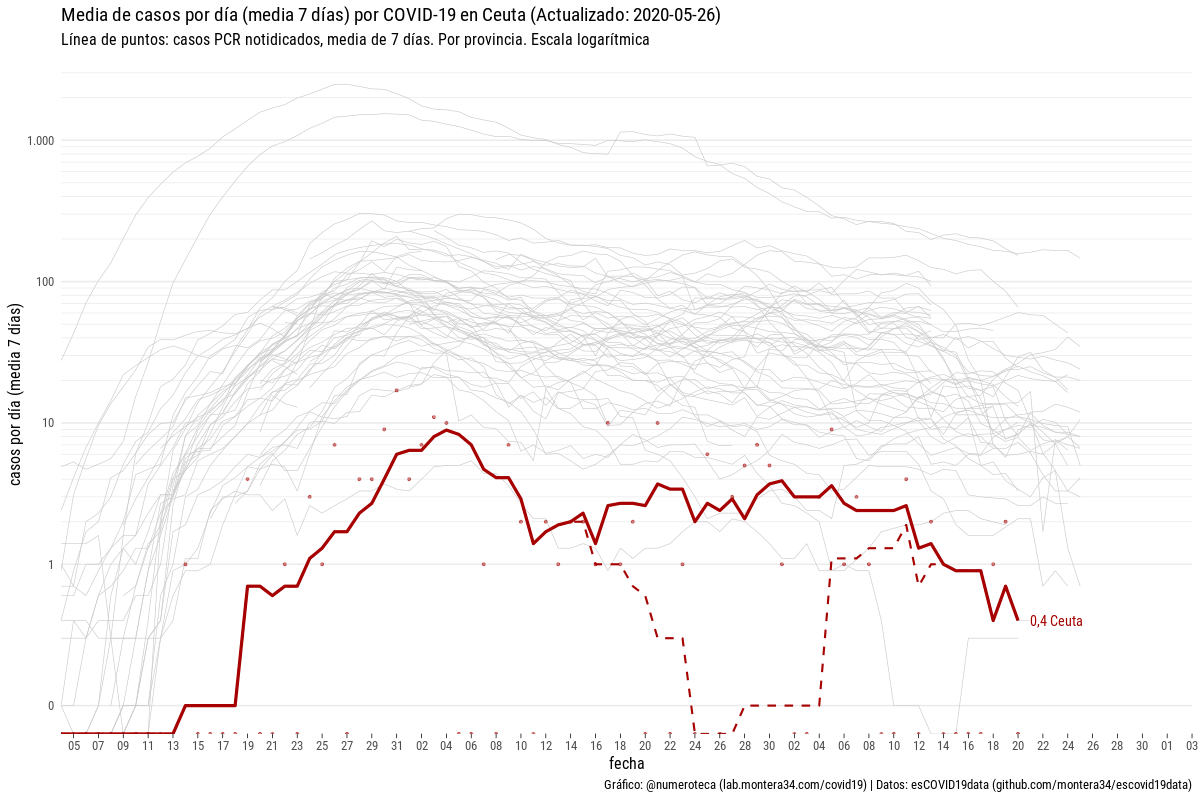 Media de casos por día (media 7 días) por COVID-19 en Ceuta (Actualizado: 2020-05-26)
Línea de puntos: casos PCR notidicados, media de 7 días. Por provincia. Escala logarítmica
casos por día (media 7 días)
1.000
100
10
1
0
0,4 Ceuta
05 07 09 11 13 15 17 19 21 23 25 27 29 31 02 04 06 08 10 12 14 16 18 20 22 24 26 28 30 02 04 06 08 10 12 14 16 18 20 22 24 26 28 30 01 03
fecha
Gráfico: @numeroteca (lab.montera34.com/covid19) | Datos: esCOVID19data (github.com/montera34/escovid19data)